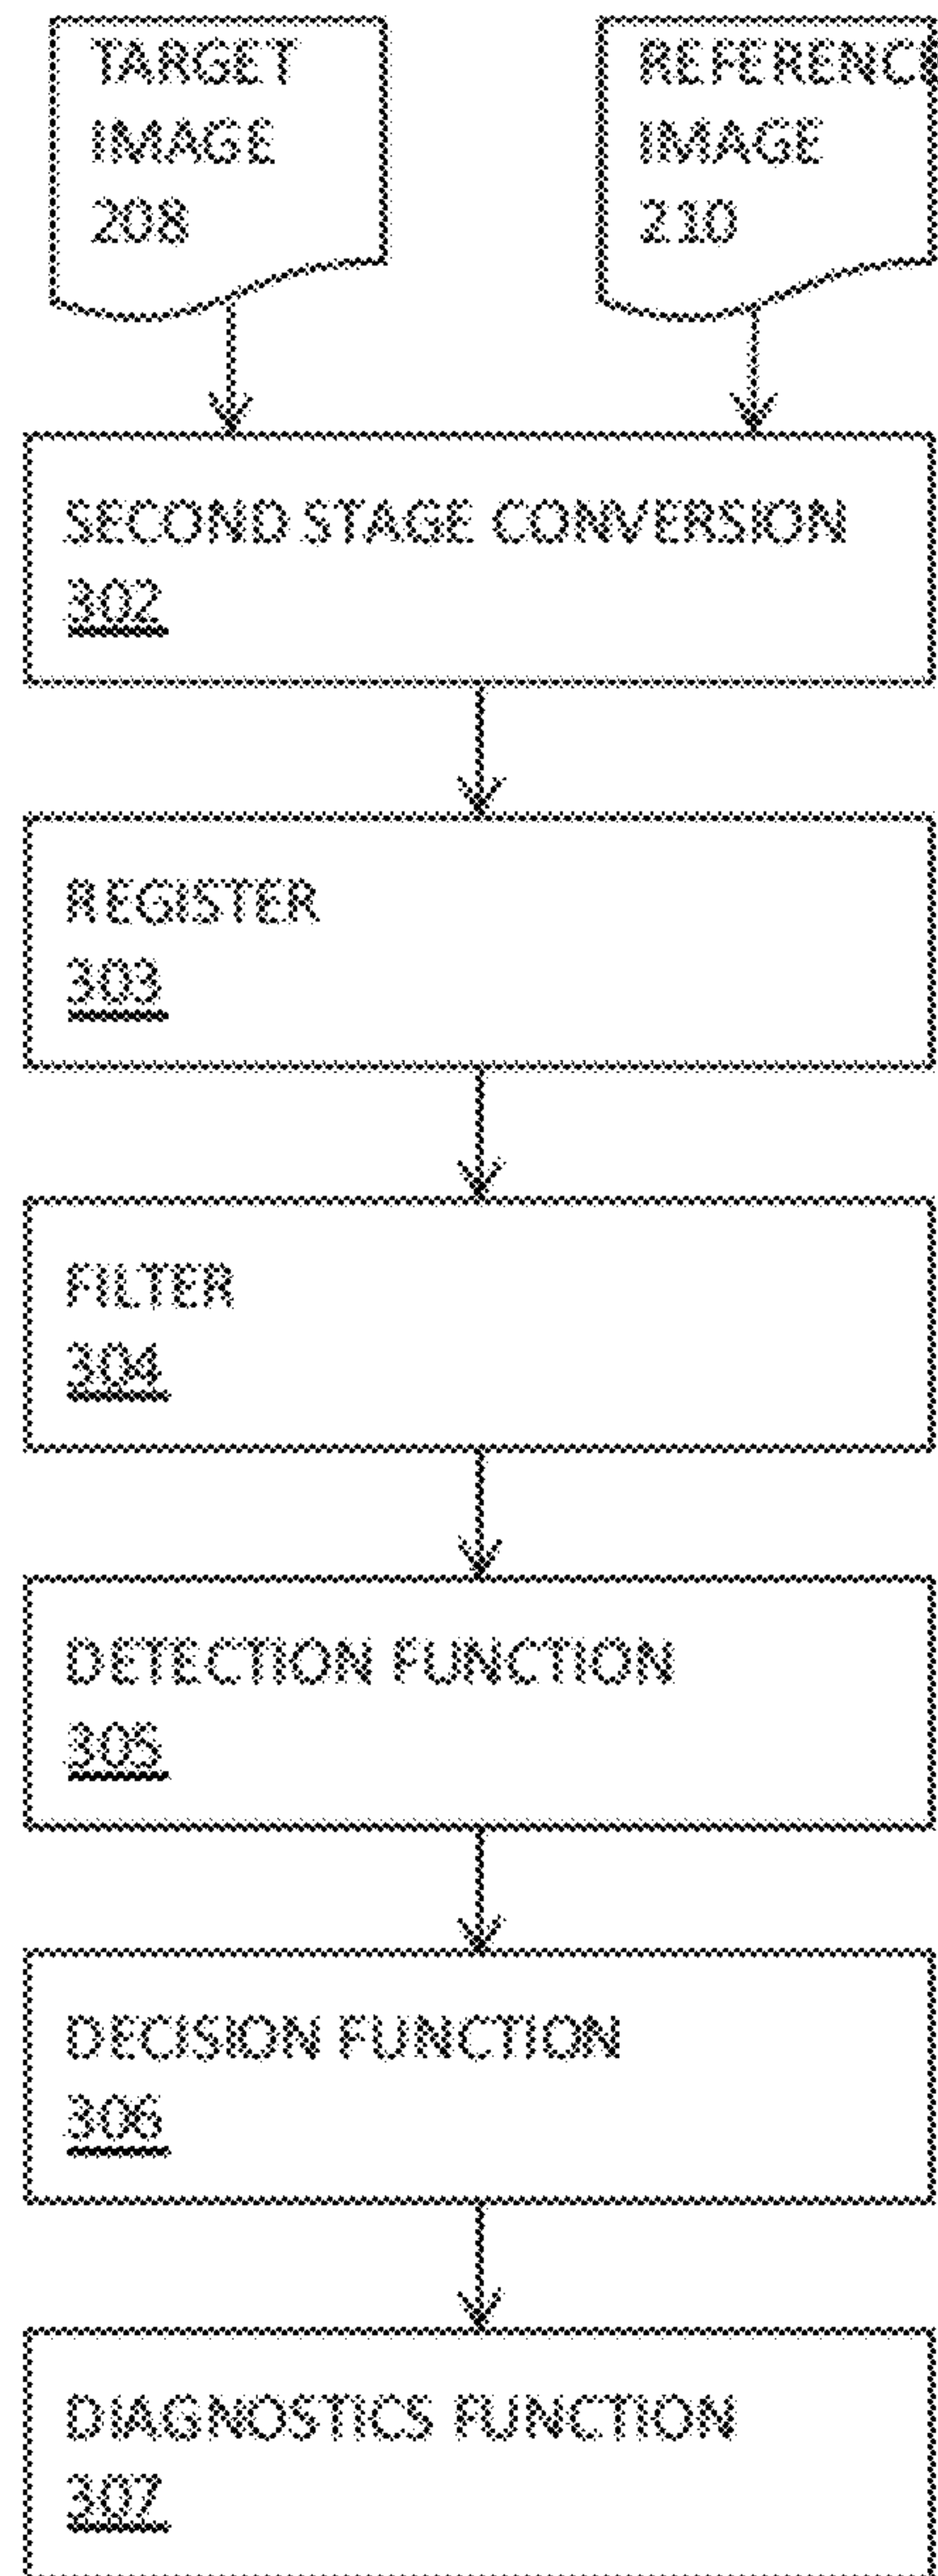 TARGET
IMAGE
208
REFERENCE
IMAGE
210
SECOND STAGE CONVERSION
302
REGISTER
303
FILTER
304
DETECTION FUNCTION
305
DECISION FUNCTION
306
DIAGNOSTICS FUNCTION
307